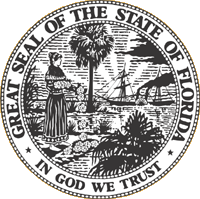 GREAT SEAL OF THE STATE OF FLORIDA
IN GOD WE TRUST